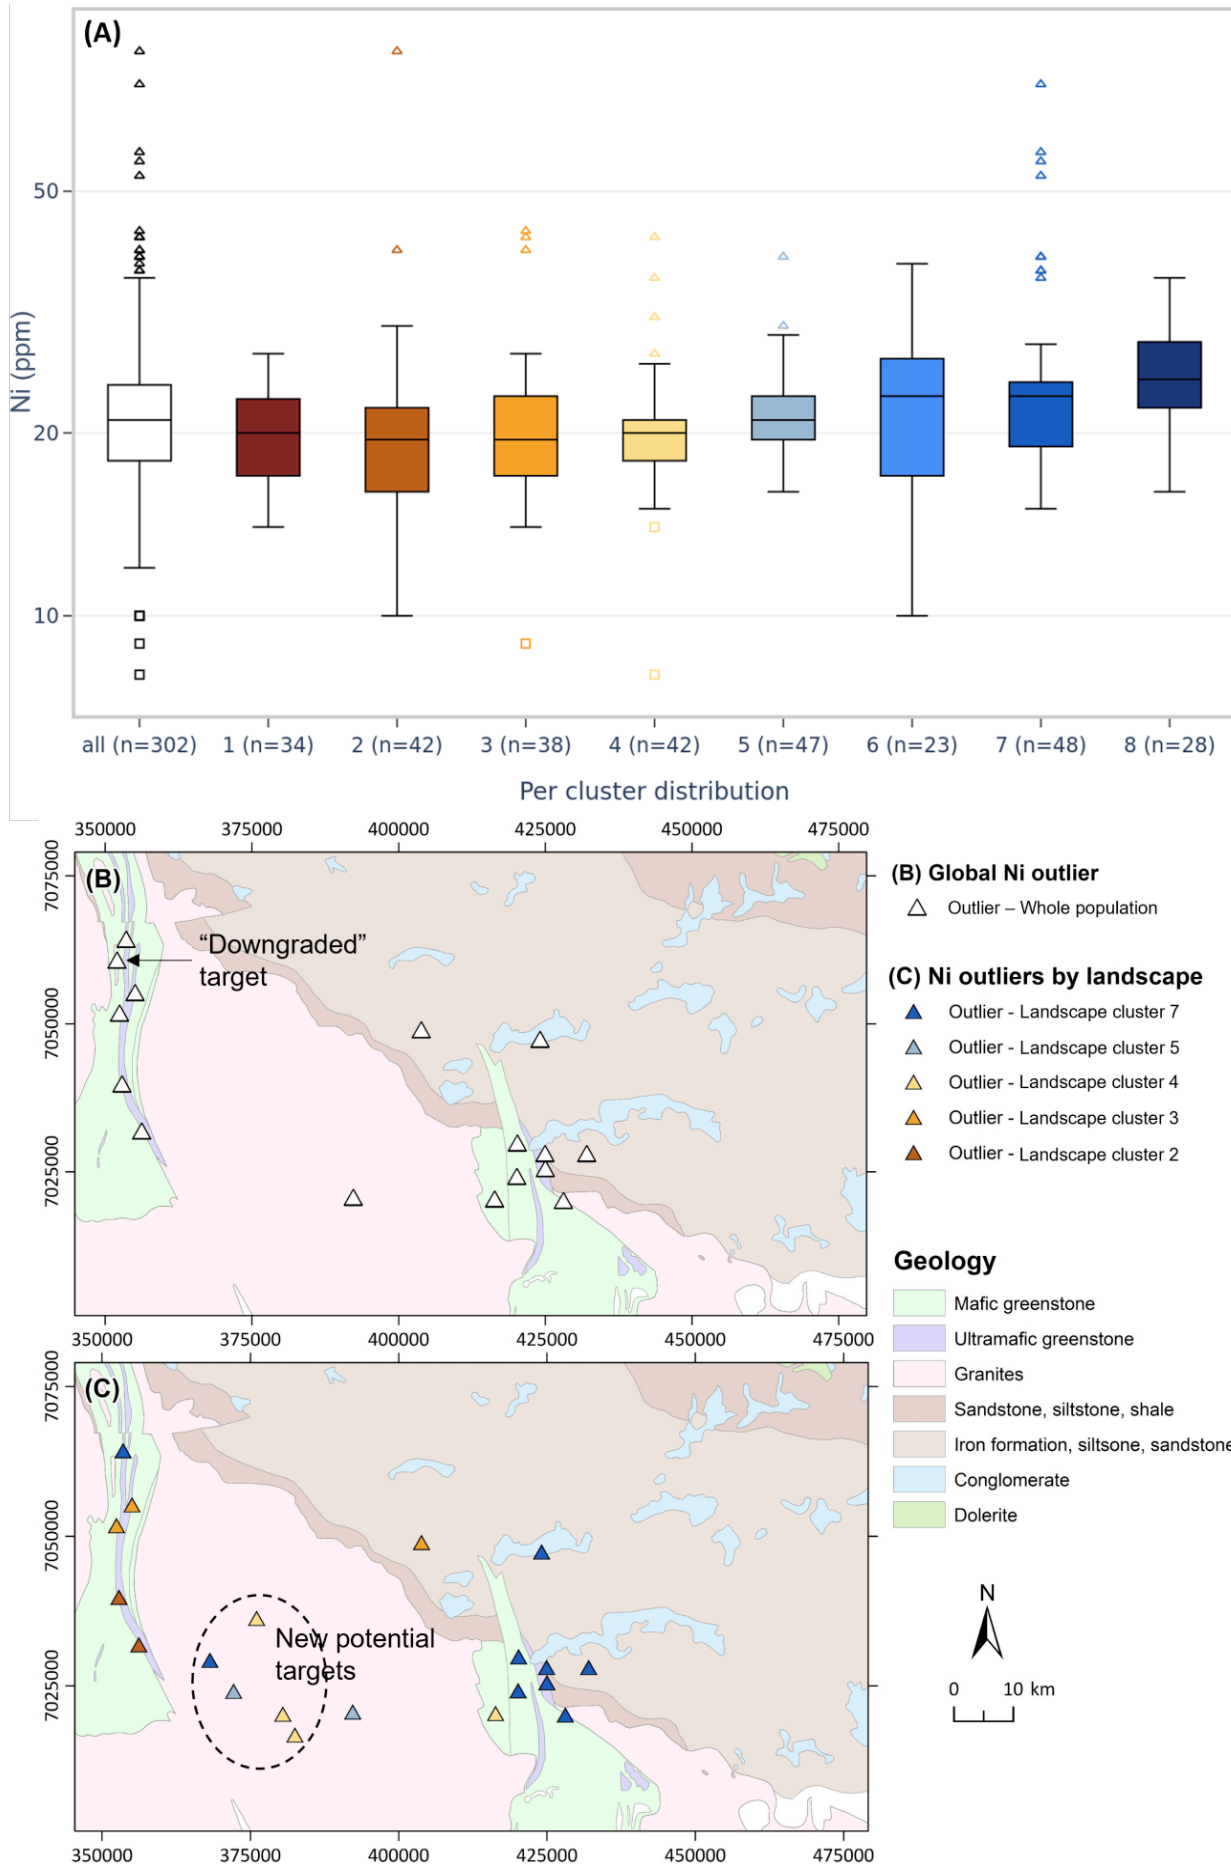 (A)
50
20
10
Ni (ppm)
all (n=302) 1 (n=34) 2 (n=42) 3 (n=38) 4 (n=42) 5 (n=47) 6 (n=23) 7 (n=48) 8 (n=28)
Per cluster distribution
350000 375000 400000 425000 450000 475000
7075000
7050000
7025000
(B)
"Downgraded"
target
350000 375000 400000 425000 450000 475000
(B) Global Ni outlier
Outlier – Whole population
(C) Ni outliers by landscape
Outlier - Landscape cluster 7
Outlier - Landscape cluster 5
Outlier - Landscape cluster 4
Outlier - Landscape cluster 3
Outlier - Landscape cluster 2
Geology
Mafic greenstone
Ultramafic greenstone
Granites
Sandstone, siltstone, shale
Iron formation, siltsone, sandstone
Conglomerate
Dolerite
N
0 10 km
7075000
7050000
7025000
(C)
New potential
targets
350000 375000 400000 425000 450000 475000